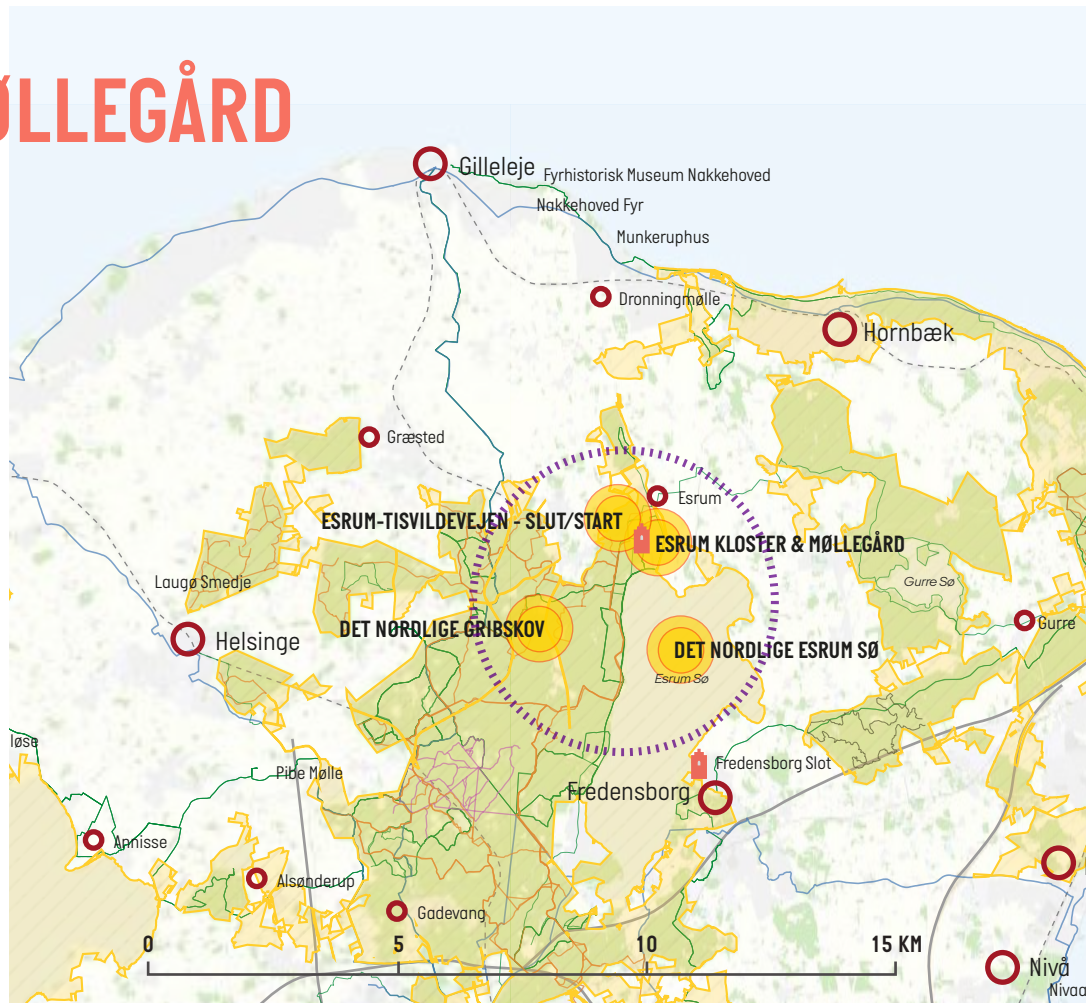 ØLLEGÅRD
Gilleleje
Fyrhistorisk Museum Nakkehoved
Nakkehoved Fyr
Munkeruphus
Dronningmølle
Hornbæk
Græsted
Esrum
ESRUM-TISVILDEVEJEN - SLUT/START
ESRUM KLOSTER & MØLLEGÅRD
Laugø Smedje
Gurre Sø
Gurre
DET NORDLIGE GRIBSKOV
Helsinge
DET NORDLIGE ESRUM SØ
Esrum Sø
løse
Pibe Mølle
Fredensborg Slot
Fredensborg
Annisse
Alsønderup
Gadevang
0 5 10 15 KM
Nivå
Nivaa